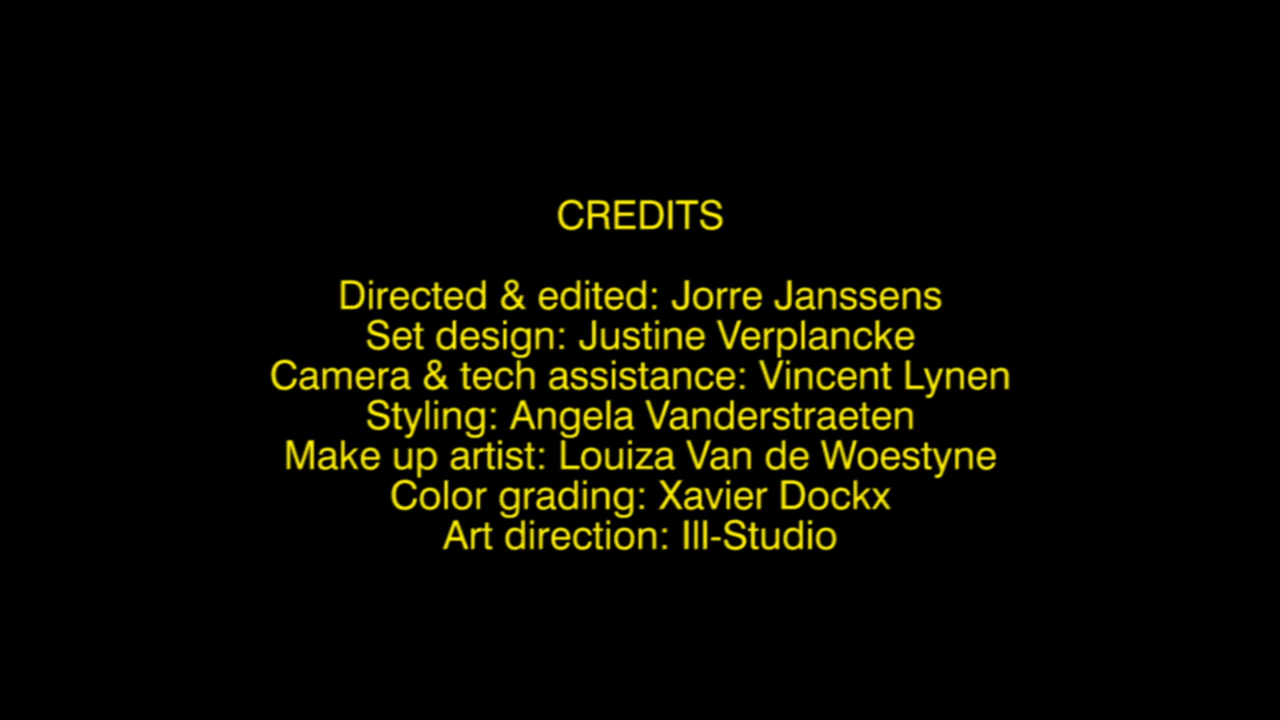 CREDITS
Directed & edited: Jorre Janssens
Set design: Justine Verplancke
Camera & tech assistance: Vincent Lynen
Styling: Angela Vanderstraeten
Make up artist: Louiza Van de Woestyne
Color grading: Xavier Dockx
Art direction: Ill-Studio